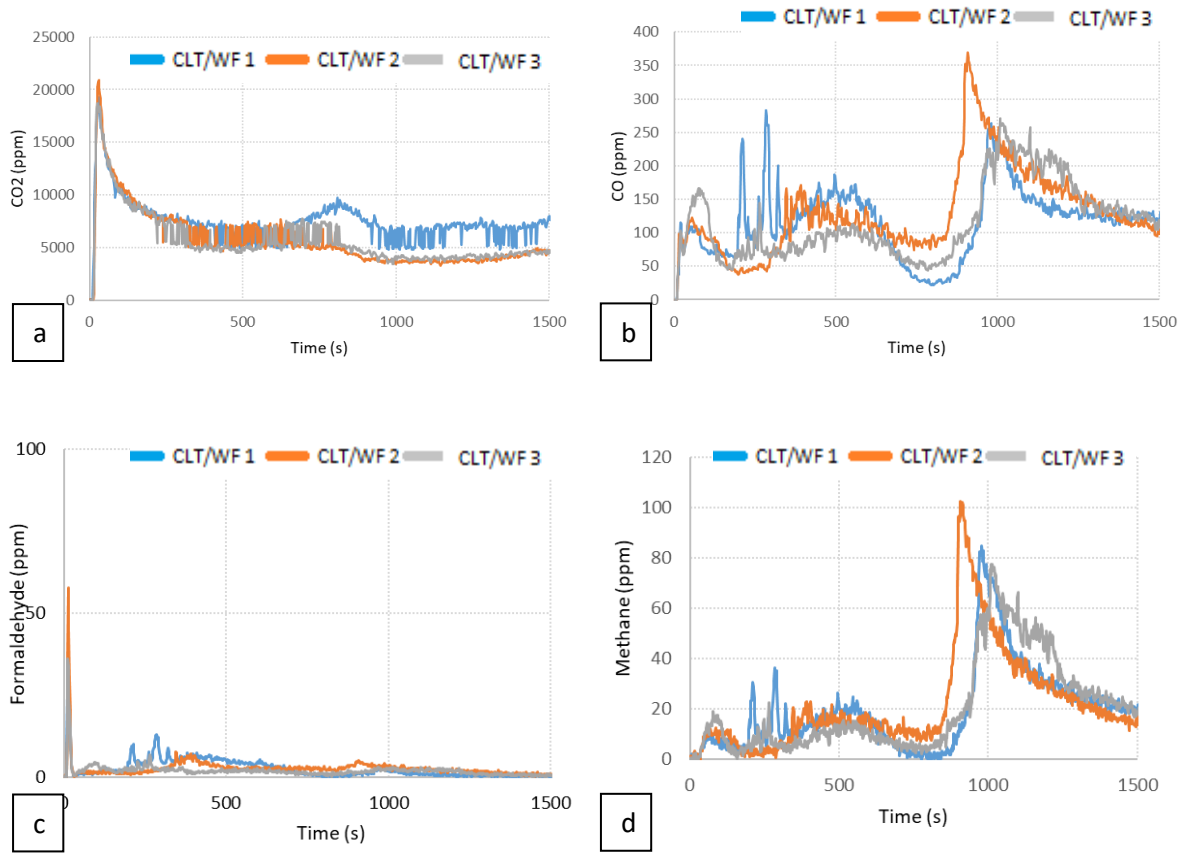 CLT/WF 1 CLT/WF 2 CLT/WF 3
25000
20000
15000
10000
5000
0
CO2 (ppm)
0 500 1000 1500
Time (s)
a
CLT/WF 1 CLT/WF 2 CLT/WF 3
400
350
300
250
200
150
100
50
0
CO (ppm)
0 500 1000 1500
Time (s)
b
CLT/WF 1 CLT/WF 2 CLT/WF 3
100
50
0
Formaldehyde (ppm)
0 500 1000 1500
Time (s)
c
CLT/WF 1 CLT/WF 2 CLT/WF 3
120
100
80
60
40
20
0
Methane (ppm)
0 500 1000 1500
Time (s)
d